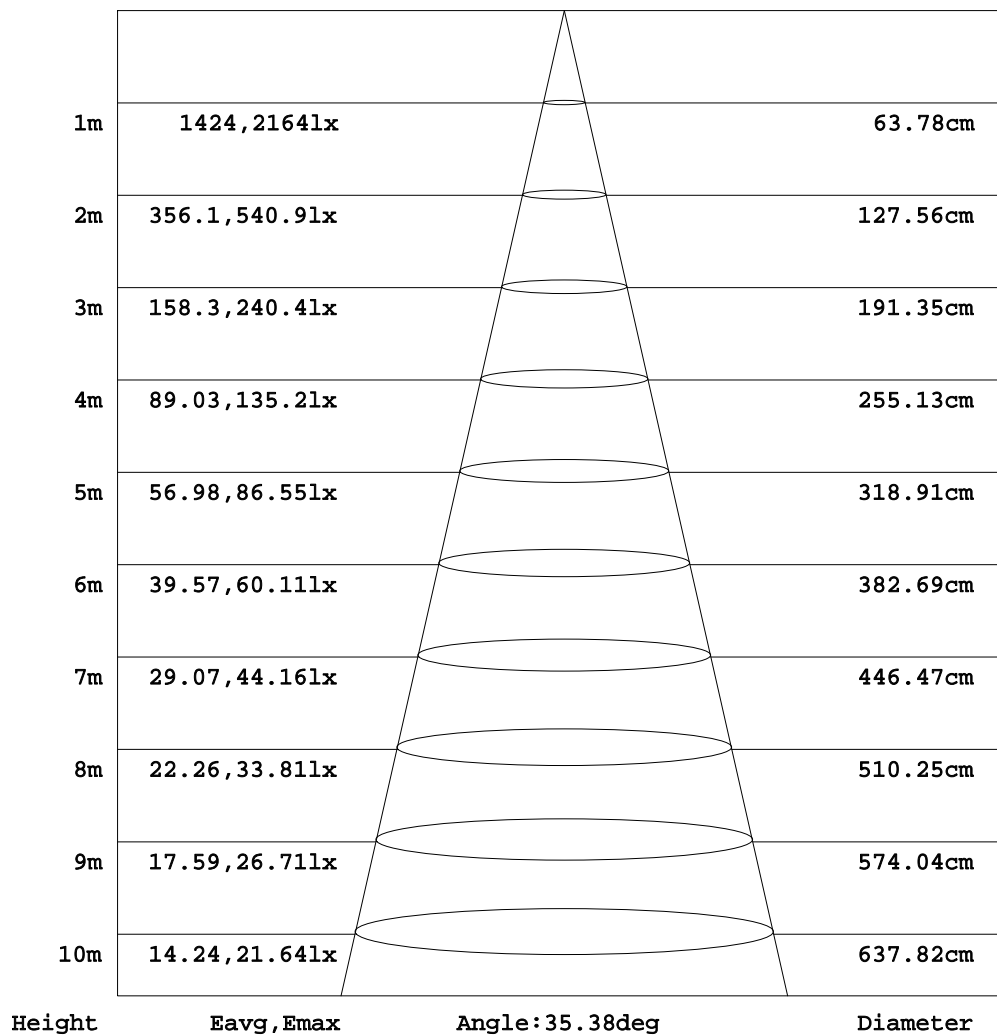 1m 1424,2164lx 63.78cm
2m 356.1,540.9lx 127.56cm
3m 158.3,240.4lx 191.35cm
4m 89.03,135.2lx 255.13cm
5m 56.98,86.55lx 318.91cm
6m 39.57,60.11lx 382.69cm
7m 29.07,44.16lx 446.47cm
8m 22.26,33.81lx 510.25cm
9m 17.59,26.71lx 574.04cm
10m 14.24,21.64lx 637.82cm
Height Eavg,Emax Angle:35.38deg Diameter